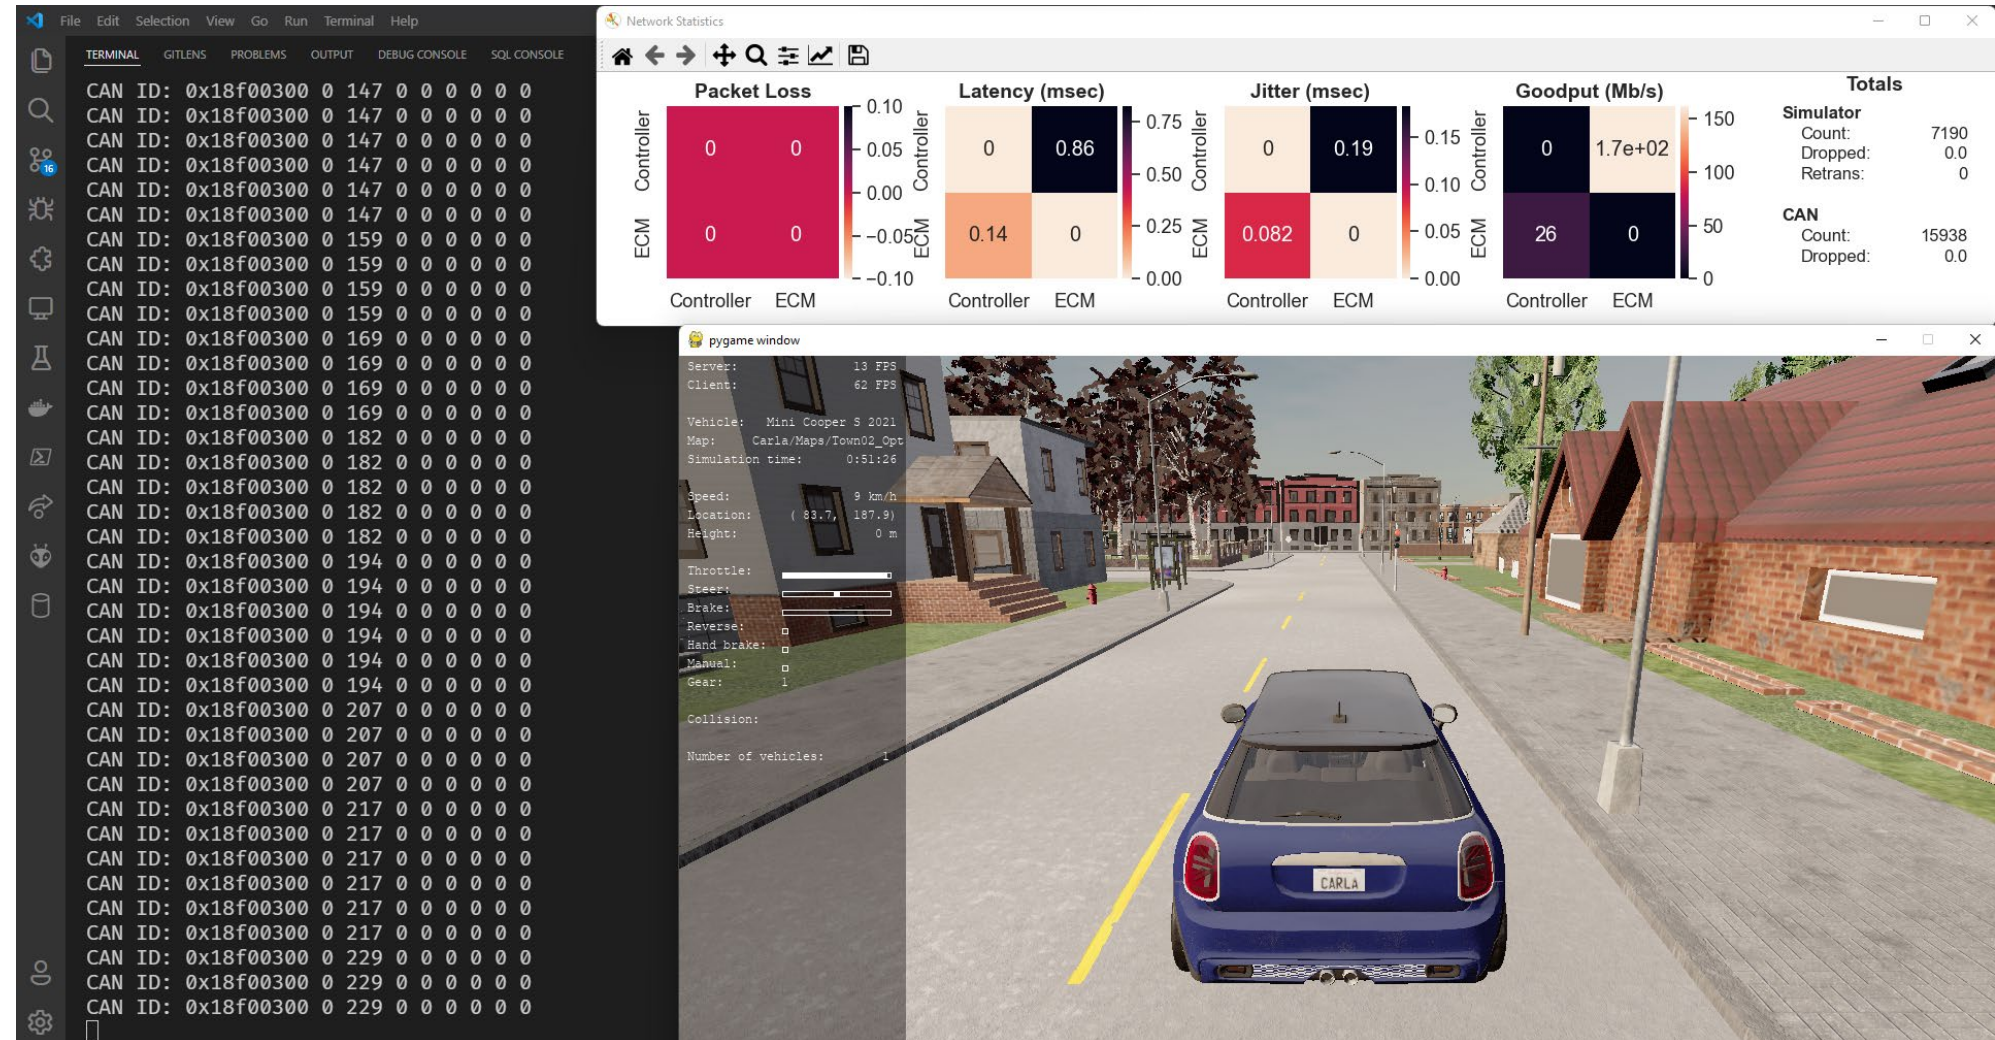 File Edit Selection View Go Run Terminal Help
TERMINAL GITLENS PROBLEMS OUTPUT DEBUG CONSOLE SQL CONSOLE
16
CAN ID: 0x18f00300 0 147 0 0 0 0 0 0
CAN ID: 0x18f00300 0 147 0 0 0 0 0 0
CAN ID: 0x18f00300 0 147 0 0 0 0 0 0
CAN ID: 0x18f00300 0 147 0 0 0 0 0 0
CAN ID: 0x18f00300 0 147 0 0 0 0 0 0
CAN ID: 0x18f00300 0 147 0 0 0 0 0 0
CAN ID: 0x18f00300 0 159 0 0 0 0 0 0
CAN ID: 0x18f00300 0 159 0 0 0 0 0 0
CAN ID: 0x18f00300 0 159 0 0 0 0 0 0
CAN ID: 0x18f00300 0 159 0 0 0 0 0 0
CAN ID: 0x18f00300 0 169 0 0 0 0 0 0
CAN ID: 0x18f00300 0 169 0 0 0 0 0 0
CAN ID: 0x18f00300 0 169 0 0 0 0 0 0
CAN ID: 0x18f00300 0 169 0 0 0 0 0 0
CAN ID: 0x18f00300 0 182 0 0 0 0 0 0
CAN ID: 0x18f00300 0 182 0 0 0 0 0 0
CAN ID: 0x18f00300 0 182 0 0 0 0 0 0
CAN ID: 0x18f00300 0 182 0 0 0 0 0 0
CAN ID: 0x18f00300 0 182 0 0 0 0 0 0
CAN ID: 0x18f00300 0 194 0 0 0 0 0 0
CAN ID: 0x18f00300 0 194 0 0 0 0 0 0
CAN ID: 0x18f00300 0 194 0 0 0 0 0 0
CAN ID: 0x18f00300 0 194 0 0 0 0 0 0
CAN ID: 0x18f00300 0 194 0 0 0 0 0 0
CAN ID: 0x18f00300 0 194 0 0 0 0 0 0
CAN ID: 0x18f00300 0 207 0 0 0 0 0 0
CAN ID: 0x18f00300 0 207 0 0 0 0 0 0
CAN ID: 0x18f00300 0 207 0 0 0 0 0 0
CAN ID: 0x18f00300 0 207 0 0 0 0 0 0
CAN ID: 0x18f00300 0 217 0 0 0 0 0 0
CAN ID: 0x18f00300 0 217 0 0 0 0 0 0
CAN ID: 0x18f00300 0 217 0 0 0 0 0 0
CAN ID: 0x18f00300 0 217 0 0 0 0 0 0
CAN ID: 0x18f00300 0 217 0 0 0 0 0 0
CAN ID: 0x18f00300 0 217 0 0 0 0 0 0
CAN ID: 0x18f00300 0 229 0 0 0 0 0 0
CAN ID: 0x18f00300 0 229 0 0 0 0 0 0
CAN ID: 0x18f00300 0 229 0 0 0 0 0 0
Network Statistics
Packet Loss
Controller 0 0
ECM 0 0
Controller ECM
0.10
0.05
0.00
−0.05
−0.10
Latency (msec)
Controller 0 0.86
ECM 0.14 0
Controller ECM
0.75
0.50
0.25
0.00
Jitter (msec)
Controller 0 0.19
ECM 0.082 0
Controller ECM
0.15
0.10
0.05
0.00
Goodput (Mb/s)
Controller 0 1.7e+02
ECM 26 0
Controller ECM
150
100
50
0
Totals
Simulator
Count: 7190
Dropped: 0.0
Retrans: 0
CAN
Count: 15938
Dropped: 0.0
pygame window
Server: 13 FPS
Client: 62 FPS
Vehicle: Mini Cooper S 2021
Map: Carla/Maps/Town02_Opt
Simulation time: 0:51:26
Speed: 9 km/h
Location: ( 83.7, 187.9)
Height: 0 m
Throttle:
Steer:
Brake:
Reverse:
Hand brake:
Manual:
Gear: 1
Collision:
Number of vehicles: 1
CARLA